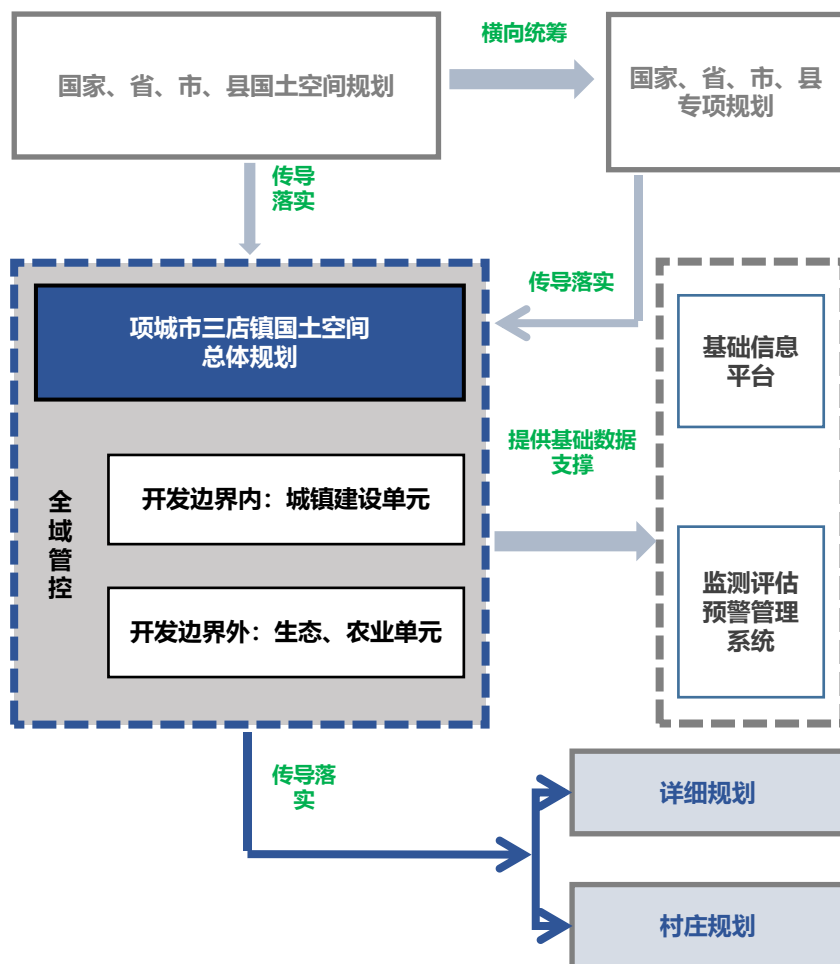 横向统筹
国家、省、市、县国土空间规划
国家、省、市、县
专项规划
传导
落实
传导落实
项城市三店镇国土空间
总体规划
基础信息
平台
提供基础数据
支撑
全
域
管
控
开发边界内：城镇建设单元
开发边界外：生态、农业单元
监测评估
预警管理
系统
传导落
实
详细规划
村庄规划